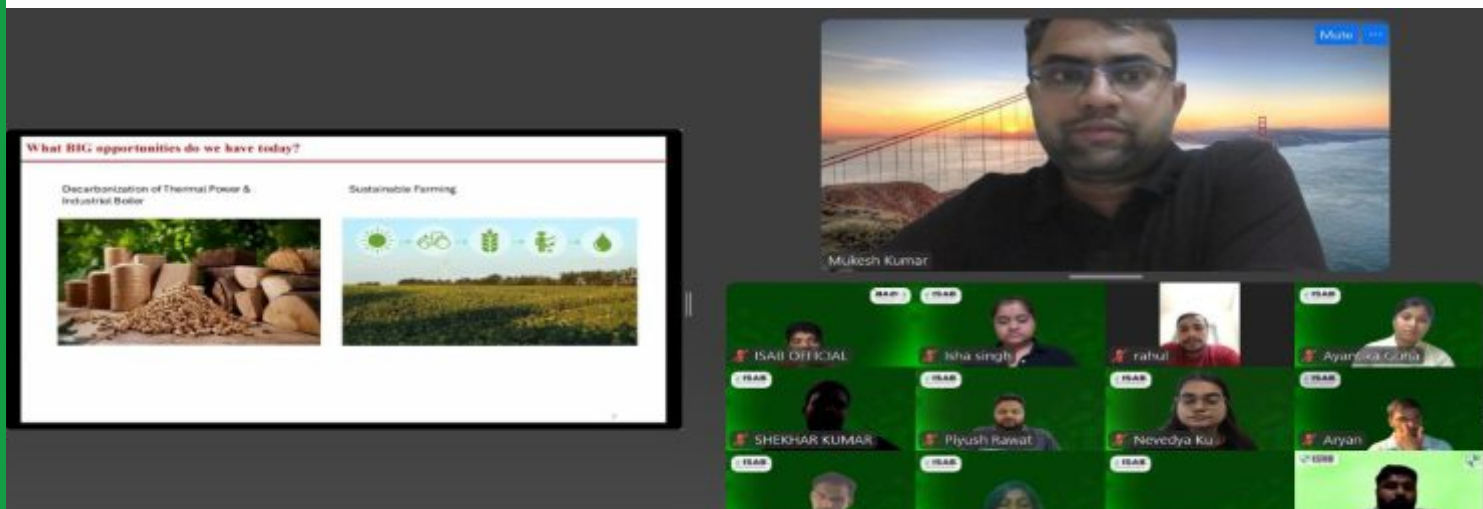 What BIG opportunities do we have today?
Decarbonization of Thermal Power &
Industrial Boiler
Sustainable Farming
Mute
Mukesh Kumar
ISAB
ISAB
ISAB OFFICIAL
Isha singh
rahul
Ayantika Guha
ISAB
ISAB
ISAB
ISAB
SHEKHAR KUMAR
Piyush Rawat
Nevedya Ku
Aryan
ISAB
ISAB
ISAB
ISAB